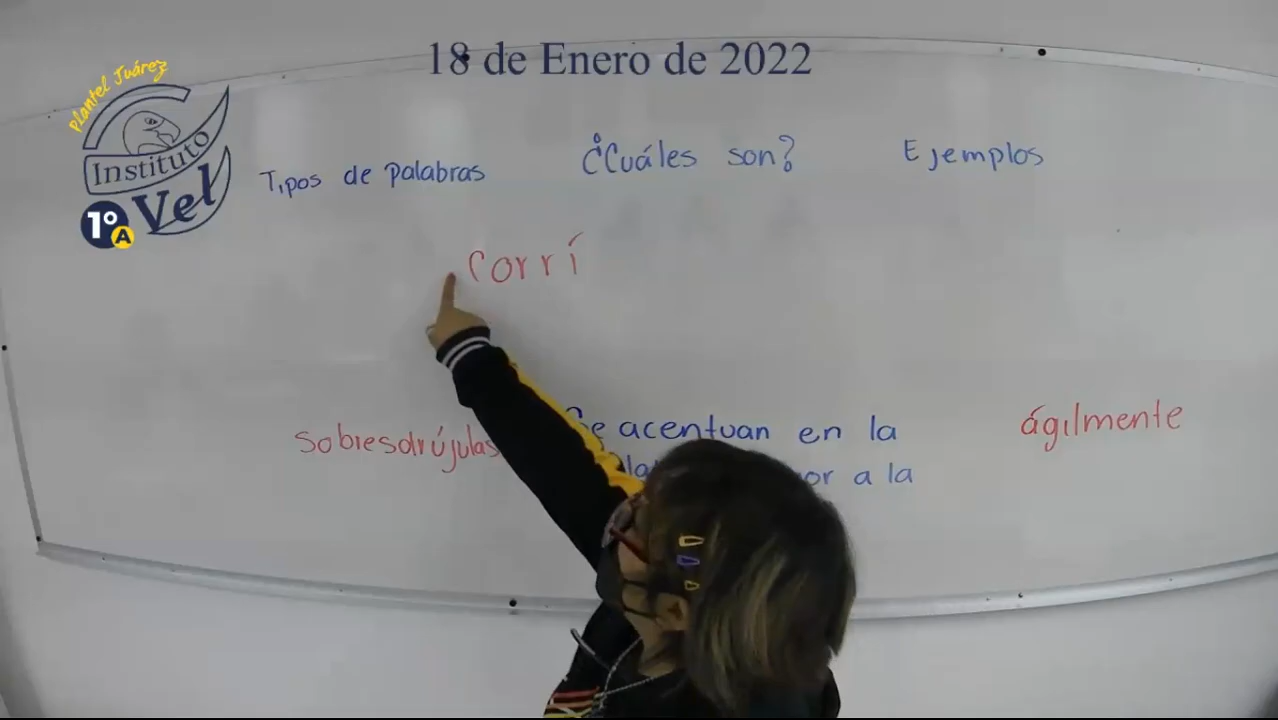 18 de Enero de 2022
Plantel Juárez
Instituto
Vel
1º A
Tipos de palabras
¿Cuáles son?
Ejemplos
Corrí
Sobresdrújulas
Se acentuan en la
a la
ágilmente